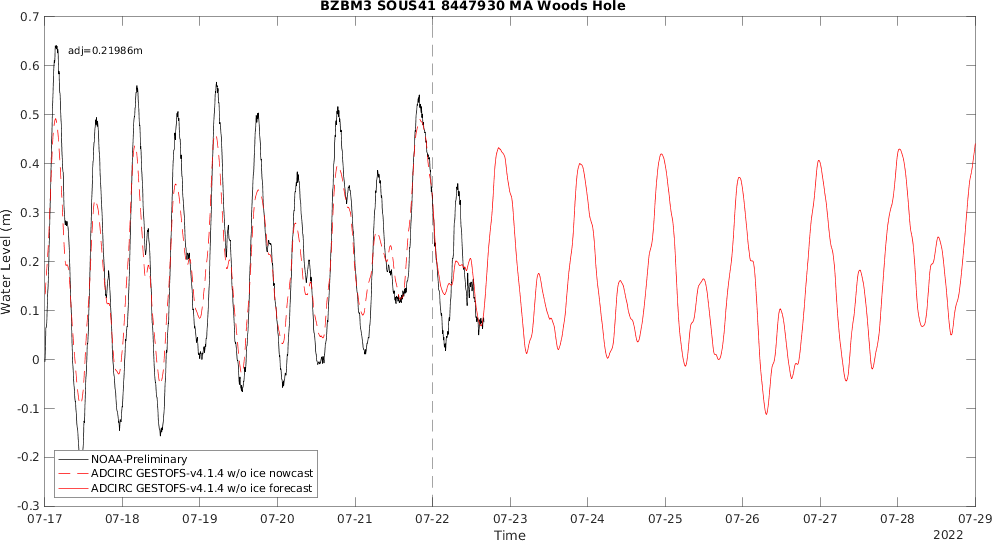 BZBM3 SOUS41 8447930 MA Woods Hole
adj=0.21986m
Water Level (m)
0.7
0.6
0.5
0.4
0.3
0.2
0.1
0
-0.1
-0.2
-0.3
NOAA-Preliminary
ADCIRC GESTOFS-v4.1.4 w/o ice nowcast
ADCIRC GESTOFS-v4.1.4 w/o ice forecast
07-17 07-18 07-19 07-20 07-21 07-22 07-23 07-24 07-25 07-26 07-27 07-28 07-29
Time
2022